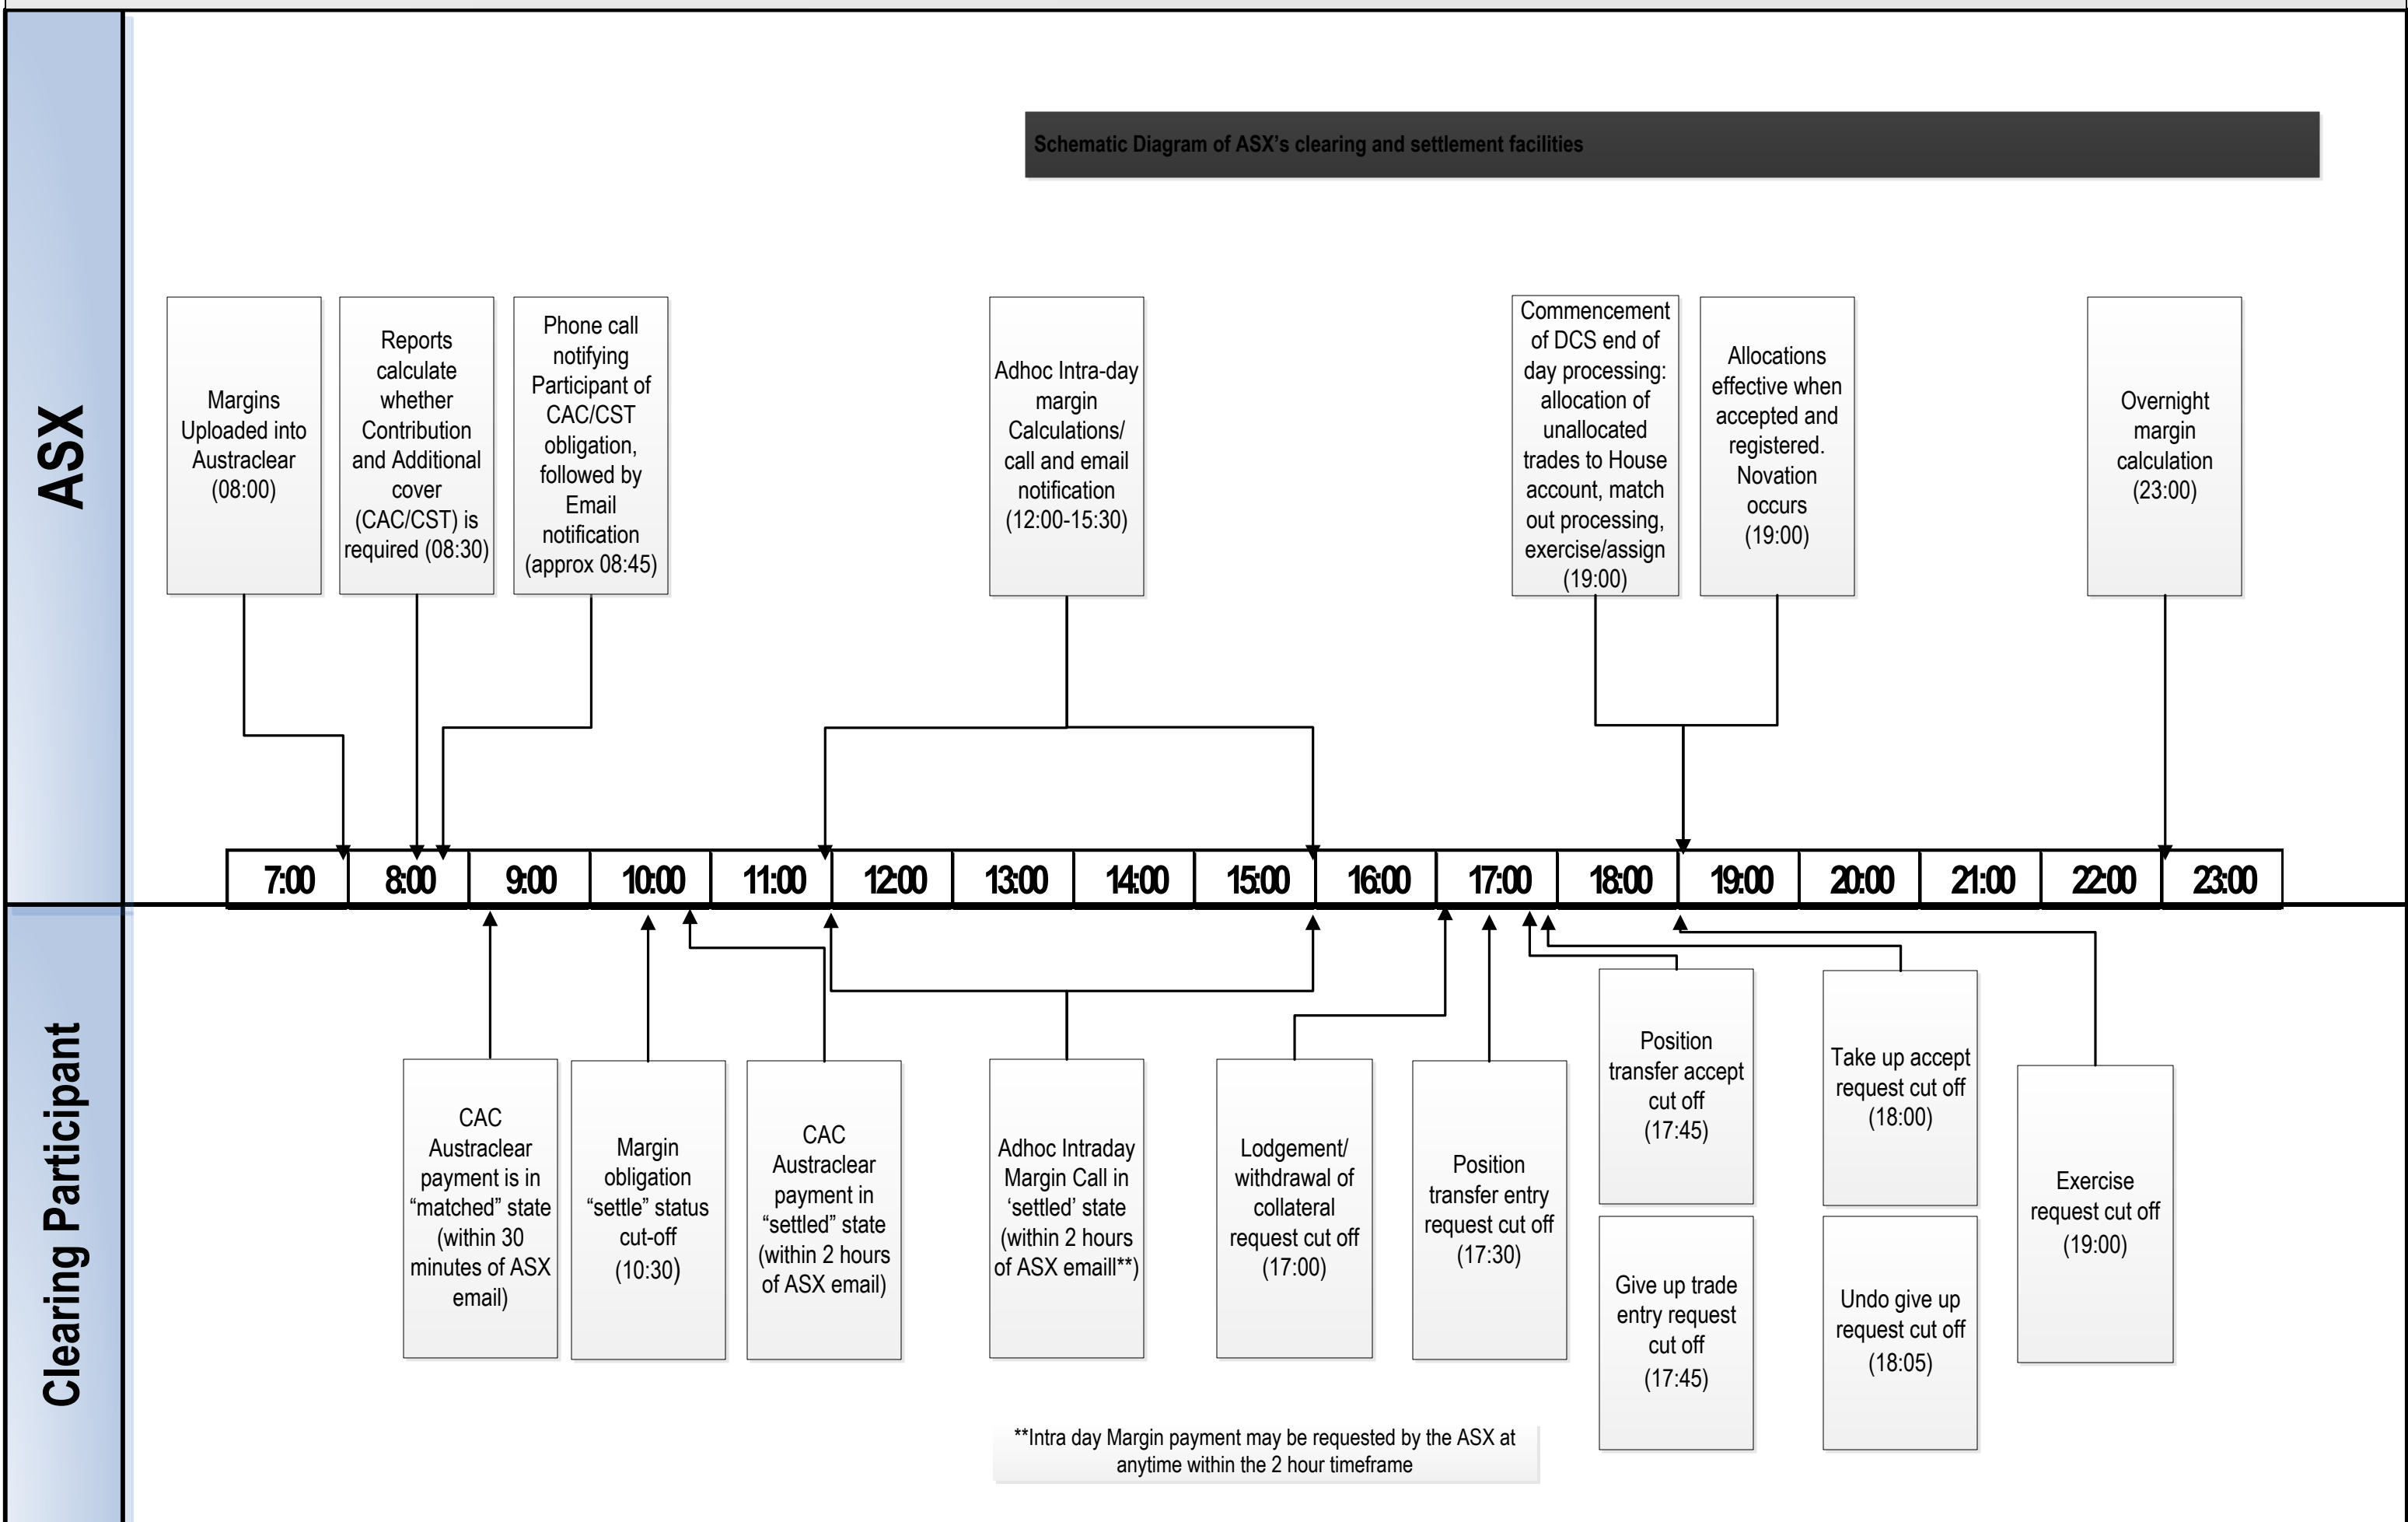 Schematic Diagram of ASX's clearing and settlement facilities
ASX
Margins
Uploaded into
Austraclear
(08:00)
Reports
calculate
whether
Contribution
and Additional
cover
(CAC/CST) is
required (08:30)
Phone call
notifying
Participant of
CAC/CST
obligation,
followed by
Email
notification
(approx 08:45)
Adhoc Intra-day
margin
Calculations/
call and email
notification
(12:00-15:30)
Commencement
of DCS end of
day processing:
allocation of
unallocated
trades to House
account, match
out processing,
exercise/assign
(19:00)
Allocations
effective when
accepted and
registered.
Novation
occurs
(19:00)
Overnight
margin
calculation
(23:00)
7:00
8:00
9:00
10:00
11:00
12:00
13:00
14:00
15:00
16:00
17:00
18:00
19:00
20:00
21:00
22:00
23:00
Clearing Participant
CAC
Austraclear
payment is in
“matched” state
(within 30
minutes of ASX
email)
Margin
obligation
“settle” status
cut-off
(10:30)
CAC
Austraclear
payment in
“settled” state
(within 2 hours
of ASX email)
Adhoc Intraday
Margin Call in
‘settled’ state
(within 2 hours
of ASX emaill**)
Lodgement/
withdrawal of
collateral
request cut off
(17:00)
Position
transfer entry
request cut off
(17:30)
Position
transfer accept
cut off
(17:45)
Give up trade
entry request
cut off
(17:45)
Take up accept
request cut off
(18:00)
Undo give up
request cut off
(18:05)
Exercise
request cut off
(19:00)
**Intra day Margin payment may be requested by the ASX at
anytime within the 2 hour timeframe